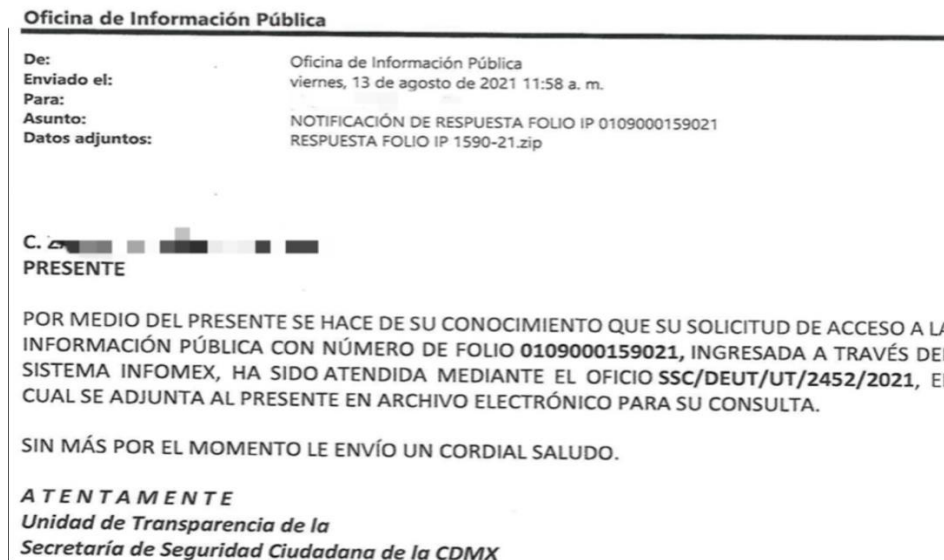 Oficina de Información Pública
De: Oficina de Información Pública
Enviado el: viernes, 13 de agosto de 2021 11:58 a. m.
Para:
Asunto: NOTIFICACIÓN DE RESPUESTA FOLIO IP 0109000159021
Datos adjuntos: RESPUESTA FOLIO IP 1590-21.zip
C.
PRESENTE
POR MEDIO DEL PRESENTE SE HACE DE SU CONOCIMIENTO QUE SU SOLICITUD DE ACCESO A LA
INFORMACIÓN PÚBLICA CON NÚMERO DE FOLIO 0109000159021, INGRESADA A TRAVÉS DEL
SISTEMA INFOMEX, HA SIDO ATENDIDA MEDIANTE EL OFICIO SSC/DEUT/UT/2452/2021, EL
CUAL SE ADJUNTA AL PRESENTE EN ARCHIVO ELECTRÓNICO PARA SU CONSULTA.
SIN MÁS POR EL MOMENTO LE ENVÍO UN CORDIAL SALUDO.
A T E N T A M E N T E
Unidad de Transparencia de la
Secretaría de Seguridad Ciudadana de la CDMX